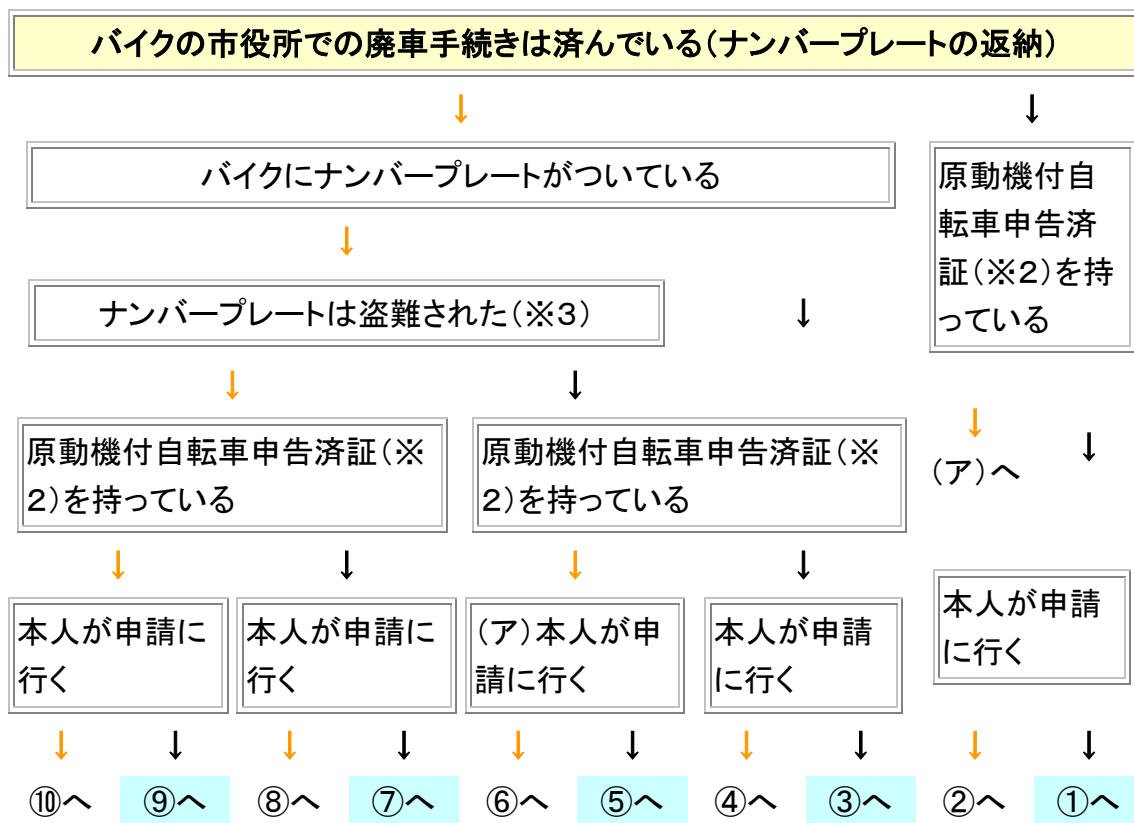 バイクの市役所での廃車手続きは済んでいる(ナンバープレートの返納)
↓ ↓
バイクにナンバープレートがついている
原動機付自
転車申告済
証(※2)を持
っている
↓
ナンバープレートは盗難された(※3)
↓
↓ ↓
原動機付自転車申告済証(※
2)を持っている
原動機付自転車申告済証(※
2)を持っている
↓ ↓
(ア)へ
↓ ↓ ↓ ↓
本人が申請に
行く
本人が申請に
行く
(ア)本人が申
請に行く
本人が申請
に行く
本人が申請
に行く
↓ ↓ ↓ ↓ ↓ ↓ ↓ ↓ ↓ ↓
⑩へ ⑨へ ⑧へ ⑦へ ⑥へ ⑤へ ④へ ③へ ②へ ①へ